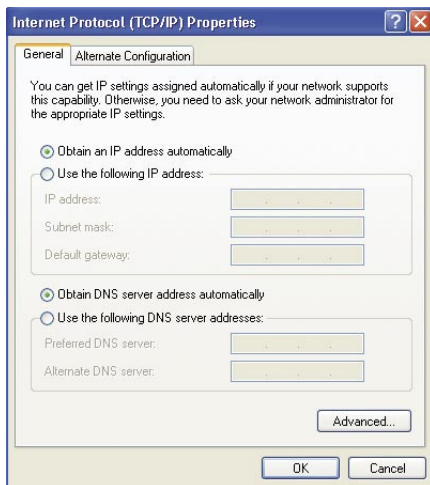 Internet Protocol (TCP/IP) Properties
General
Alternate Configuration
You can get IP settings assigned automatically if your network supports
this capability. Otherwise, you need to ask your network administrator for
the appropriate IP settings.
Obtain an IP address automatically
Use the following IP address:
IP address:
Subnet mask:
Default gateway:
Obtain DNS server address automatically
Use the following DNS server addresses:
Preferred DNS server:
Alternate DNS server:
Advanced...
OK
Cancel